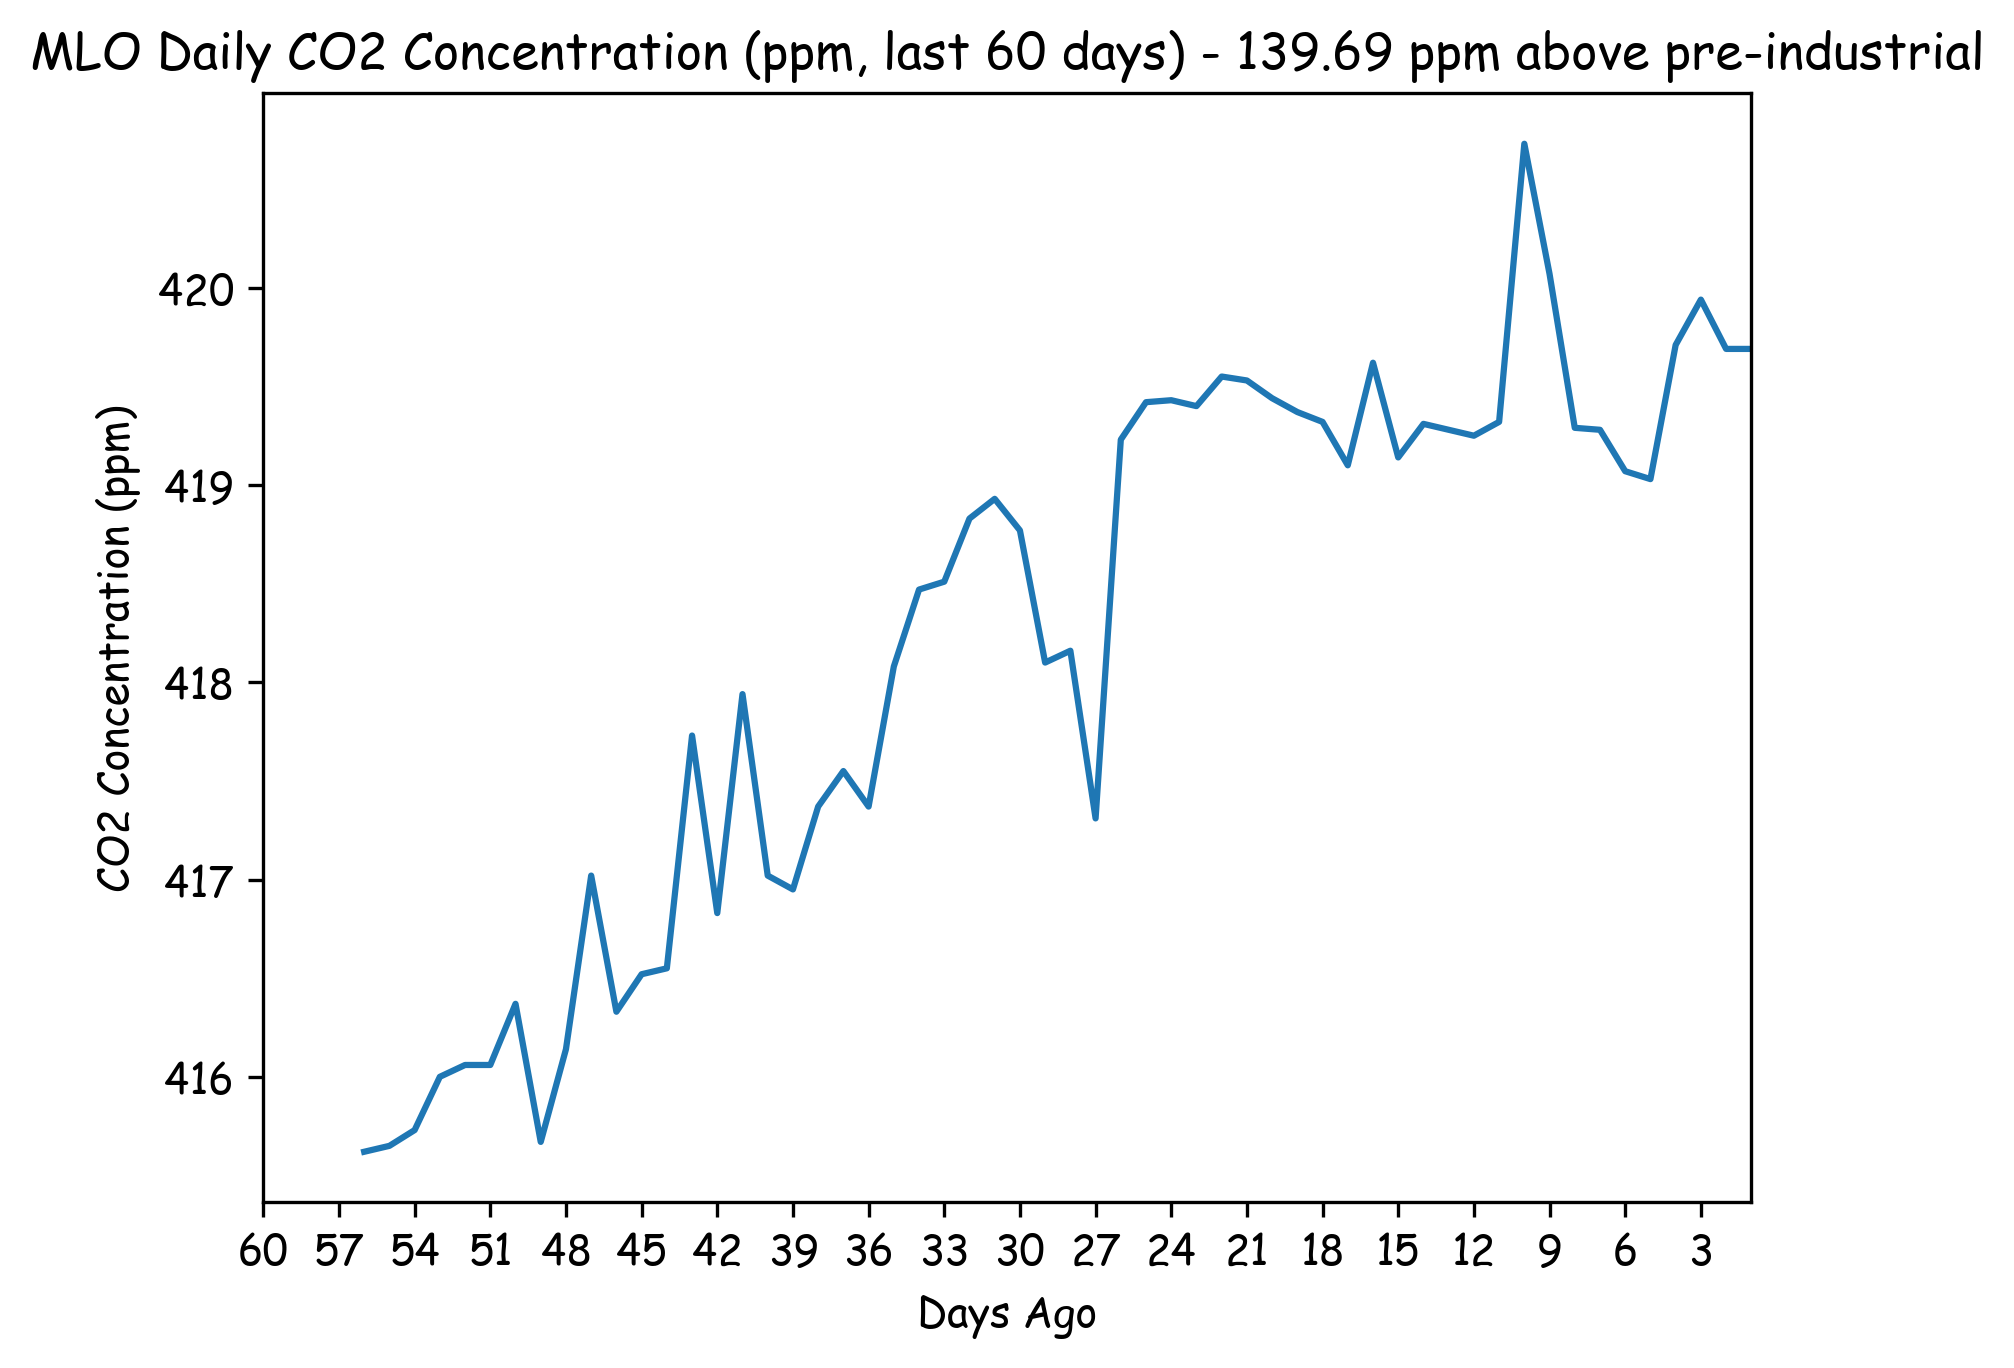 MLO Daily CO2 Concentration (ppm, last 60 days) - 139.69 ppm above pre-industrial
CO2 Concentration (ppm)
420
419
418
417
416
60 57 54 51 48 45 42 39 36 33 30 27 24 21 18 15 12 9 6 3
Days Ago